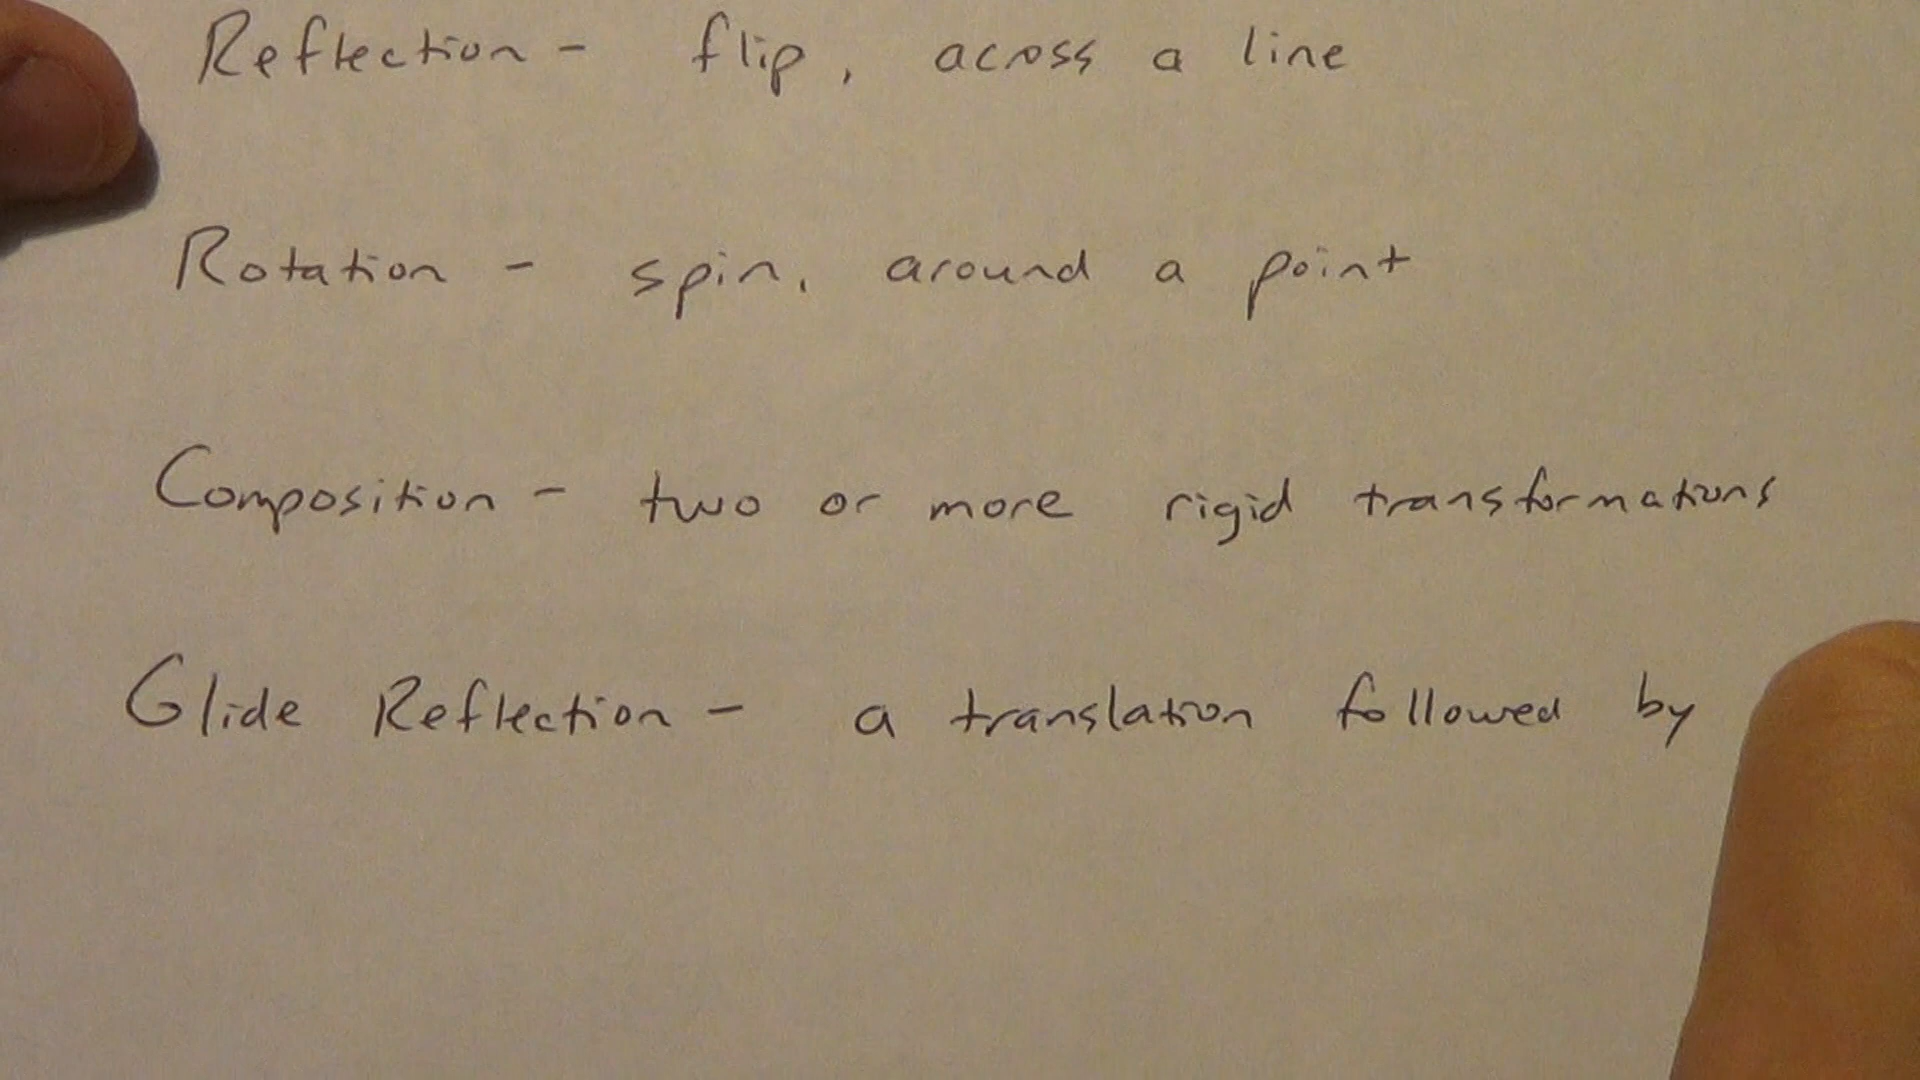 Reflection - flip, across a line
Rotation - spin, around a point
Composition - two or more rigid transformations
Glide Reflection - a translation followed by